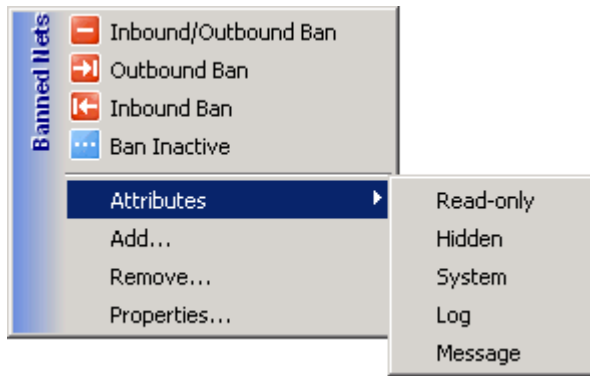 Banned Nets
Inbound/Outbound Ban
Outbound Ban
Inbound Ban
Ban Inactive
Attributes
Add...
Remove...
Properties...
Read-only
Hidden
System
Log
Message